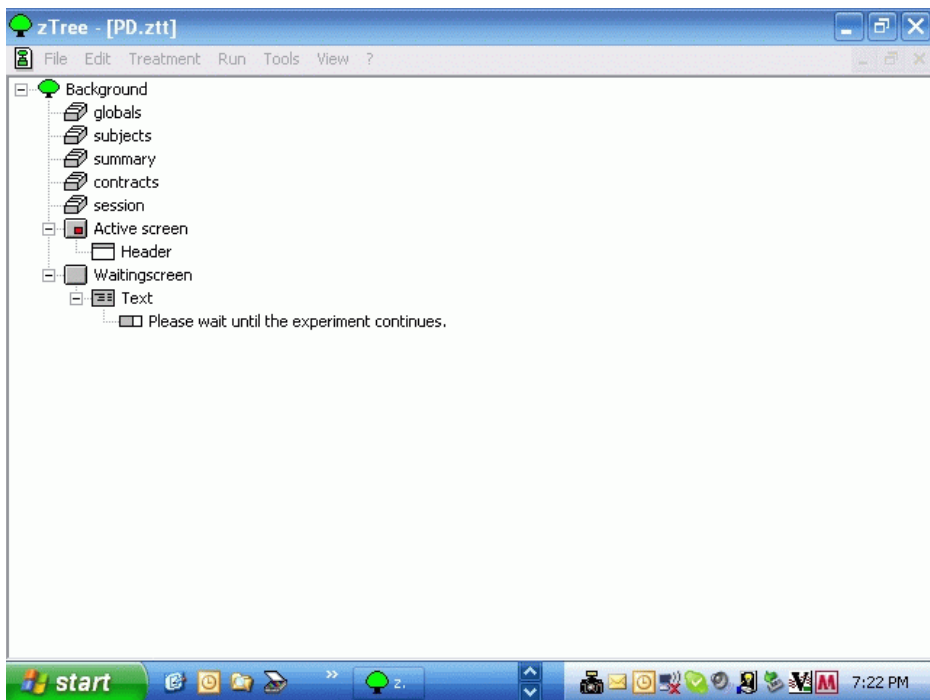 zTree - [PD.ztt]
File Edit Treatment Run Tools View ?
Background
globals
subjects
summary
contracts
session
Active screen
Header
Waitingscreen
Text
Please wait until the experiment continues.
start » z. 7:22 PM